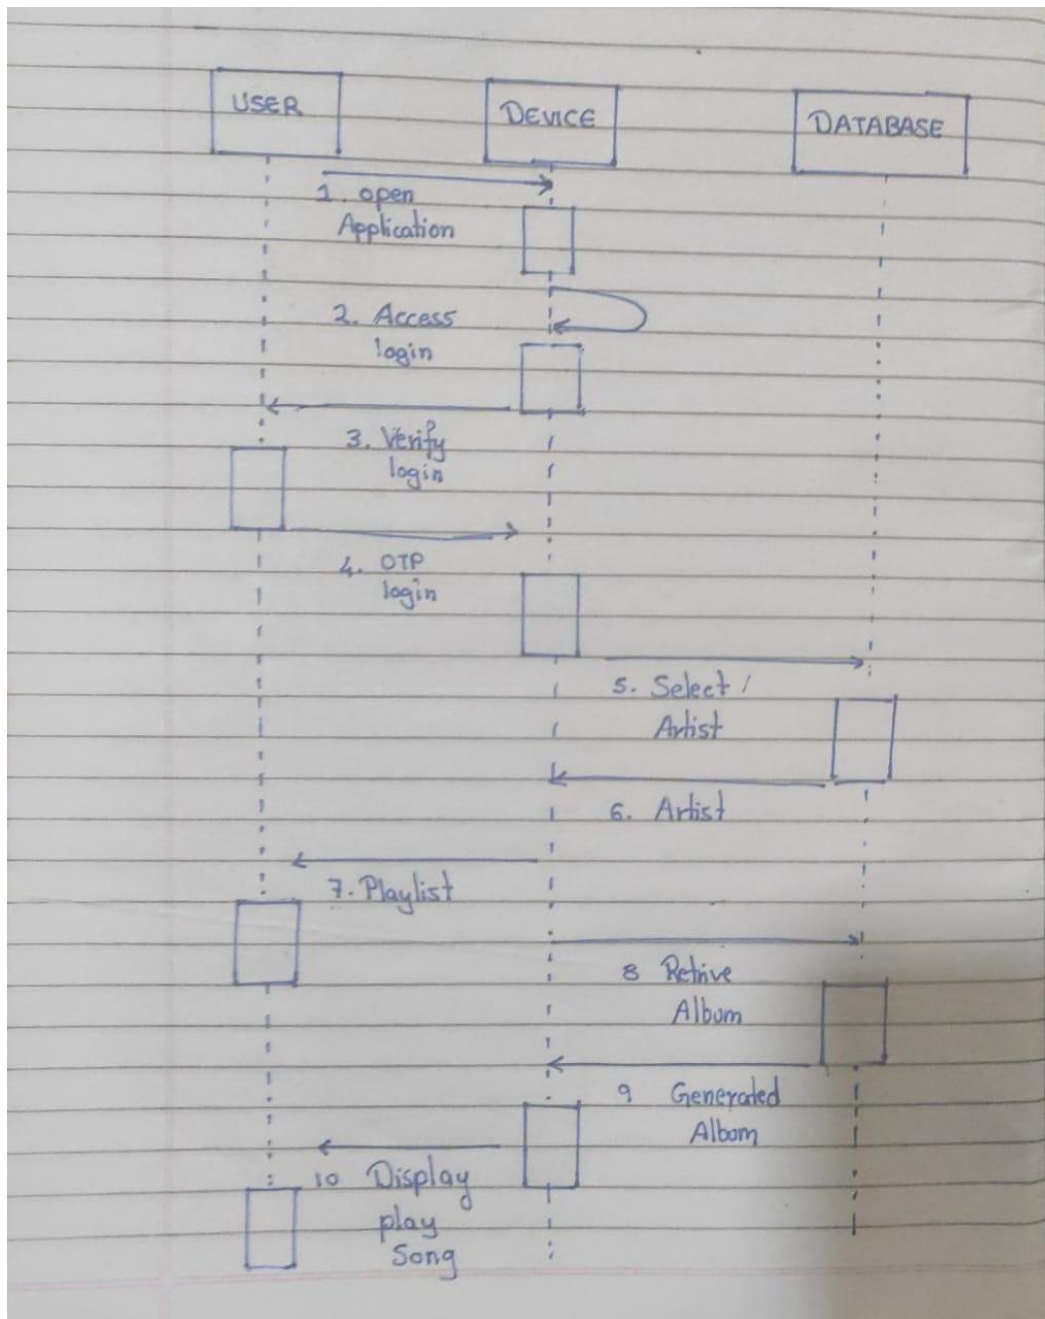 USER
DEVICE
DATABASE
1. open
Application
2. Access
login
3. Verify
login
4. OTP
login
5. Select /
Artist
6. Artist
7. Playlist
8 Retrive
Album
9 Generated
Album
10 Display
play
Song